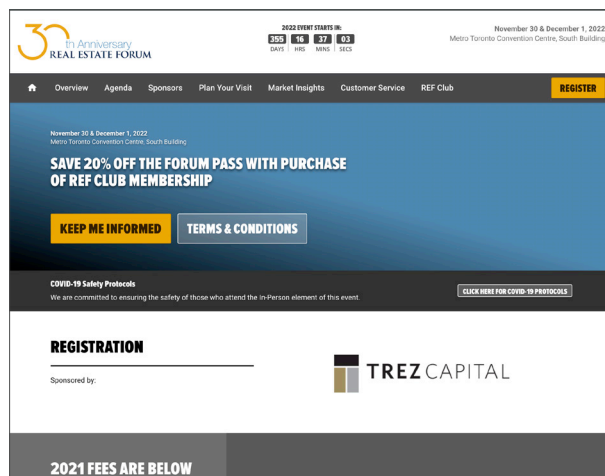 30
th Anniversary
REAL ESTATE FORUM
2022 EVENT STARTS IN:
355 16 37 03
DAYS HRS MINS SECS
November 30 & December 1, 2022
Metro Toronto Convention Centre, South Building
Overview Agenda Sponsors Plan Your Visit Market Insights Customer Service REF Club REGISTER
November 30 & December 1, 2022
Metro Toronto Convention Centre, South Building
SAVE 20% OFF THE FORUM PASS WITH PURCHASE
OF REF CLUB MEMBERSHIP
KEEP ME INFORMED TERMS & CONDITIONS
COVID-19 Safety Protocols
We are committed to ensuring the safety of those who attend the in-Person element of this event.
CLICK HERE FOR COVID-19 PROTOCOLS
REGISTRATION
Sponsored by:
TREZ CAPITAL
2021 FEES ARE BELOW